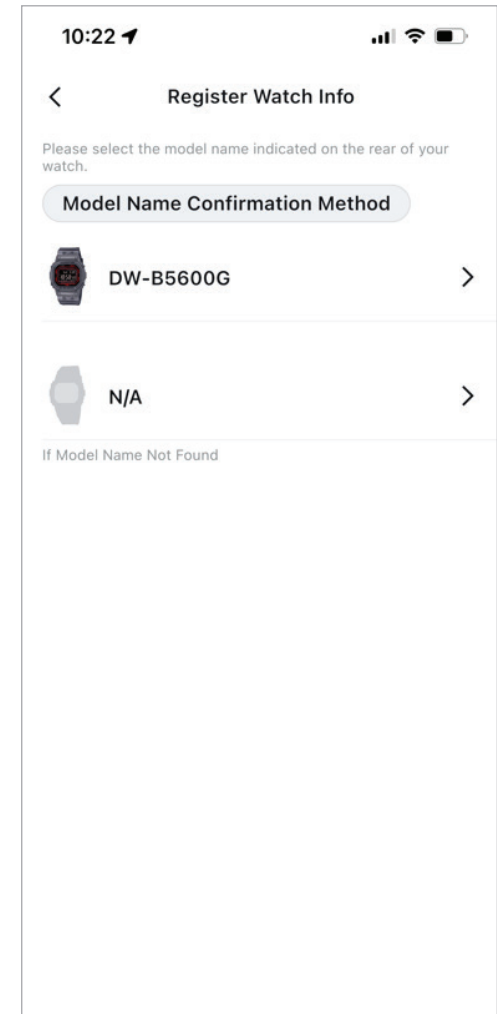 10:22
Register Watch Info
Please select the model name indicated on the rear of your
watch.
Model Name Confirmation Method
DW-B5600G
N/A
If Model Name Not Found